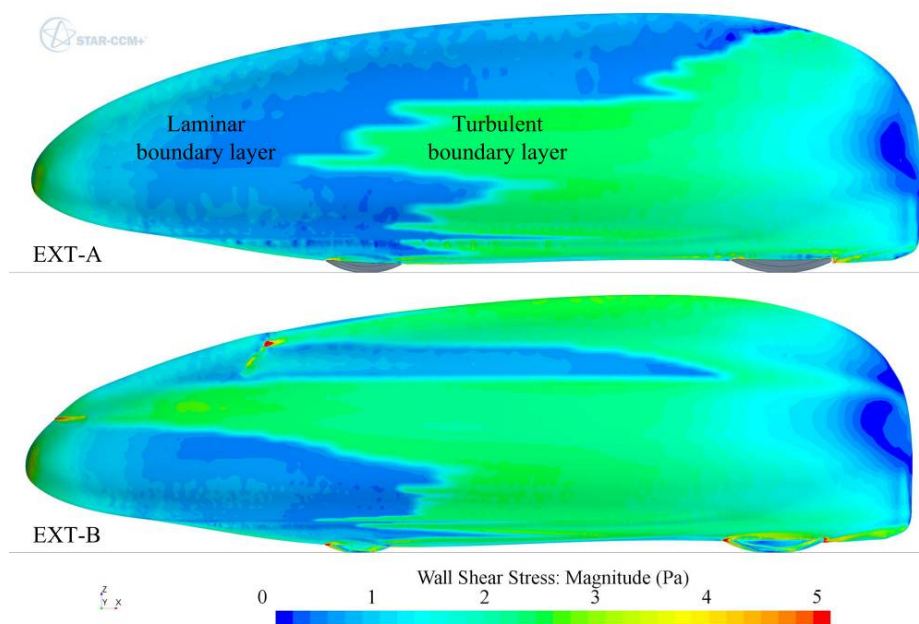 STAR-CCM+
Laminar
boundary layer
Turbulent
boundary layer
EXT-A
EXT-B
Wall Shear Stress: Magnitude (Pa)
0 1 2 3 4 5
Z
Y X